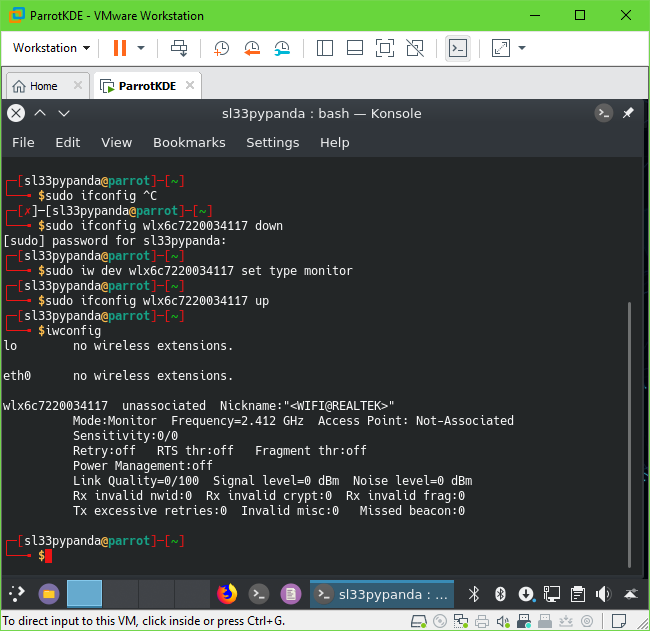 ParrotKDE - VMware Workstation
Workstation
Home
ParrotKDE
sl33pypanda : bash — Konsole
File Edit View Bookmarks Settings Help
┌─[sl33pypanda@parrot]─[~]
└──╼ $sudo ifconfig ^C
┌─[✗]─[sl33pypanda@parrot]─[~]
└──╼ $sudo ifconfig wlx6c7220034117 down
[sudo] password for sl33pypanda:
┌─[sl33pypanda@parrot]─[~]
└──╼ $sudo iw dev wlx6c7220034117 set type monitor
┌─[sl33pypanda@parrot]─[~]
└──╼ $sudo ifconfig wlx6c7220034117 up
┌─[sl33pypanda@parrot]─[~]
└──╼ $iwconfig
lo        no wireless extensions.
eth0      no wireless extensions.
wlx6c7220034117  unassociated  Nickname:"<WIFI@REALTEK>"
Mode:Monitor  Frequency=2.412 GHz  Access Point: Not-Associated
Sensitivity:0/0
Retry:off   RTS thr:off   Fragment thr:off
Power Management:off
Link Quality=0/100  Signal level=0 dBm  Noise level=0 dBm
Rx invalid nwid:0  Rx invalid crypt:0  Rx invalid frag:0
Tx excessive retries:0  Invalid misc:0   Missed beacon:0
┌─[sl33pypanda@parrot]─[~]
└──╼ $
sl33pypanda : ...
To direct input to this VM, click inside or press Ctrl+G.